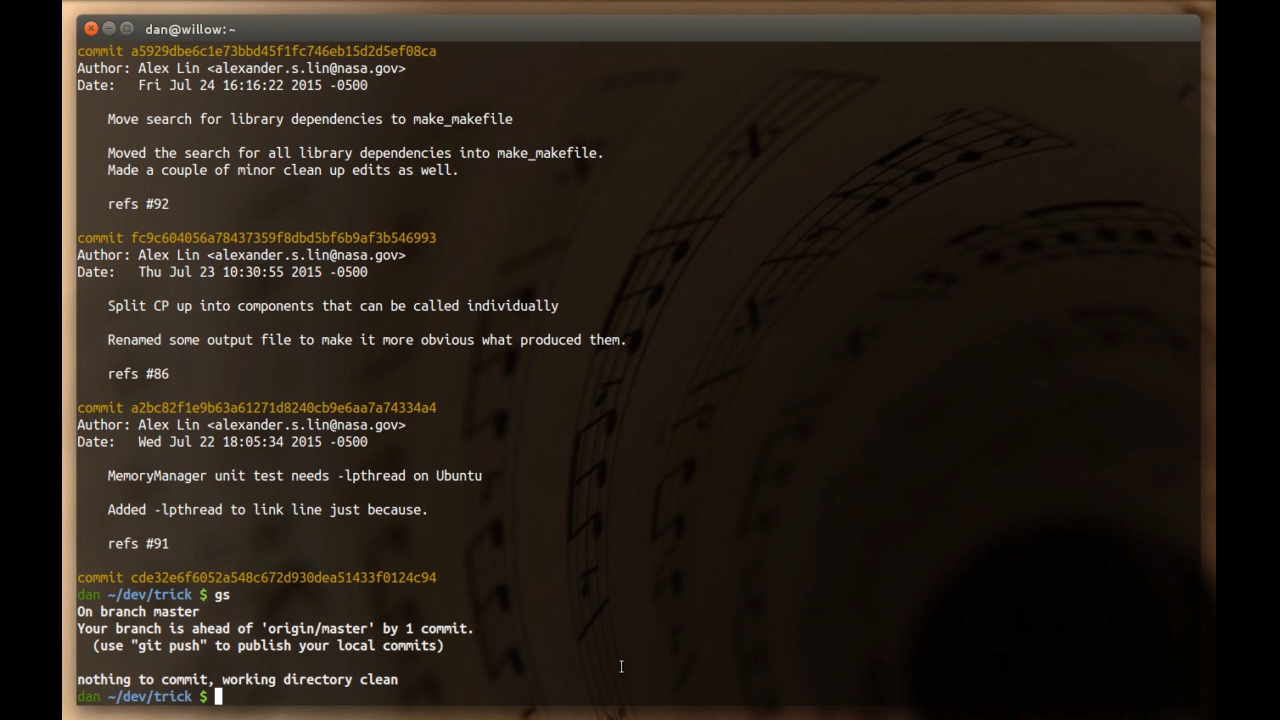 dan@willow: ~
commit a5929dbe6c1e73bbd45f1fc746eb15d2d5ef08ca
Author: Alex Lin <alexander.s.lin@nasa.gov>
Date:   Fri Jul 24 16:16:22 2015 -0500
Move search for library dependencies to make_makefile
Moved the search for all library dependencies into make_makefile.
Made a couple of minor clean up edits as well.
refs #92
commit fc9c604056a78437359f8dbd5bf6b9af3b546993
Author: Alex Lin <alexander.s.lin@nasa.gov>
Date:   Thu Jul 23 10:30:55 2015 -0500
Split CP up into components that can be called individually
Renamed some output file to make it more obvious what produced them.
refs #86
commit a2bc82f1e9b63a61271d8240cb9e6aa7a74334a4
Author: Alex Lin <alexander.s.lin@nasa.gov>
Date:   Wed Jul 22 18:05:34 2015 -0500
MemoryManager unit test needs -lpthread on Ubuntu
Added -lpthread to link line just because.
refs #91
commit cde32e6f6052a548c672d930dea51433f0124c94
dan ~/dev/trick $ gs
On branch master
Your branch is ahead of 'origin/master' by 1 commit.
(use "git push" to publish your local commits)
nothing to commit, working directory clean
dan ~/dev/trick $